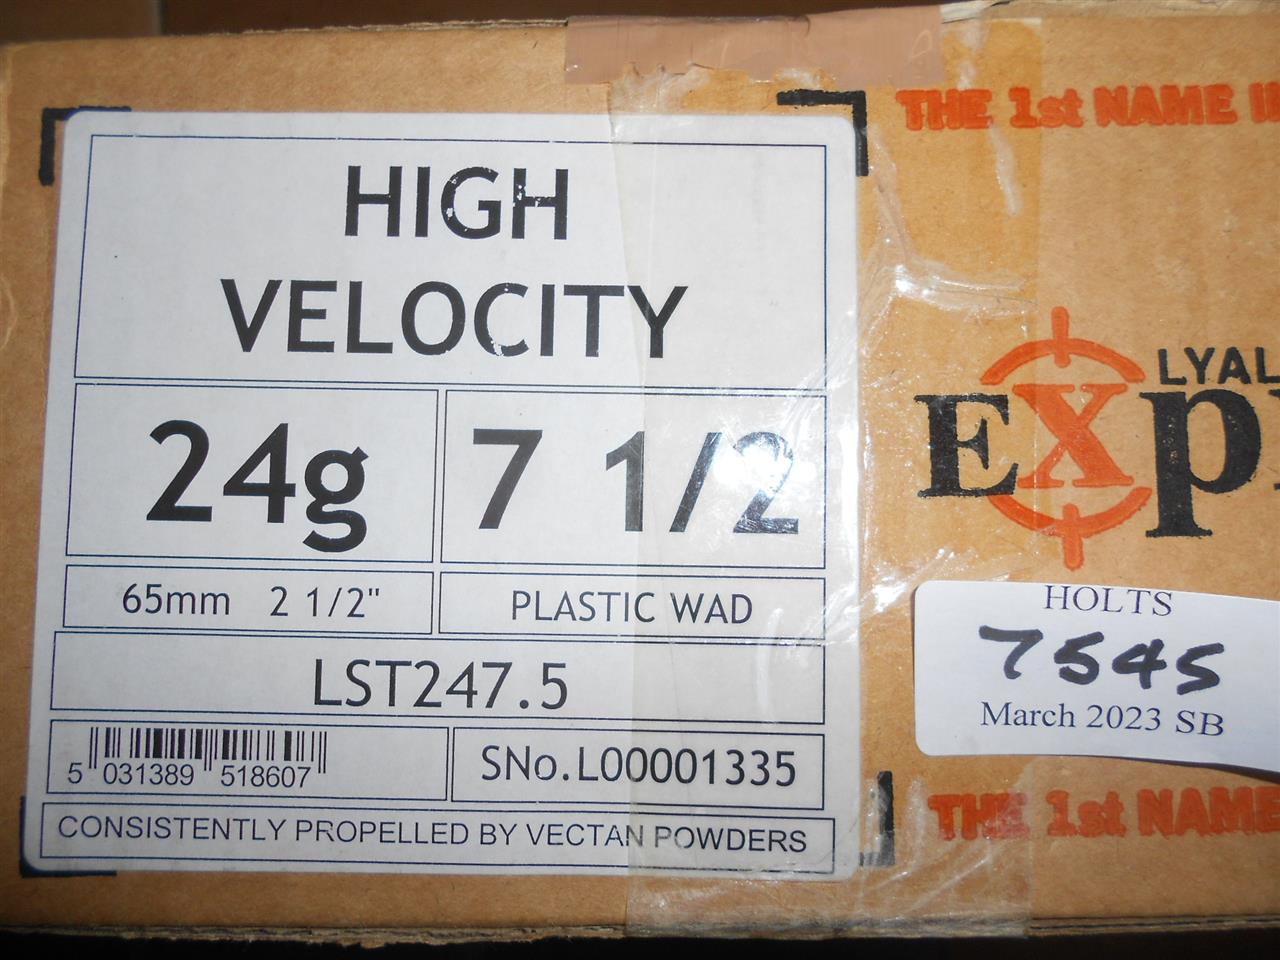 HIGH
VELOCITY
24g
7 1/2
65mm 2 1/2"
PLASTIC WAD
LST247.5
5 031389 518607
SNo.L00001335
CONSISTENTLY PROPELLED BY VECTAN POWDERS
THE 1st NAME
LYAL
EXp
HOLTS
7545
March 2023 SB
THE 1st NAME